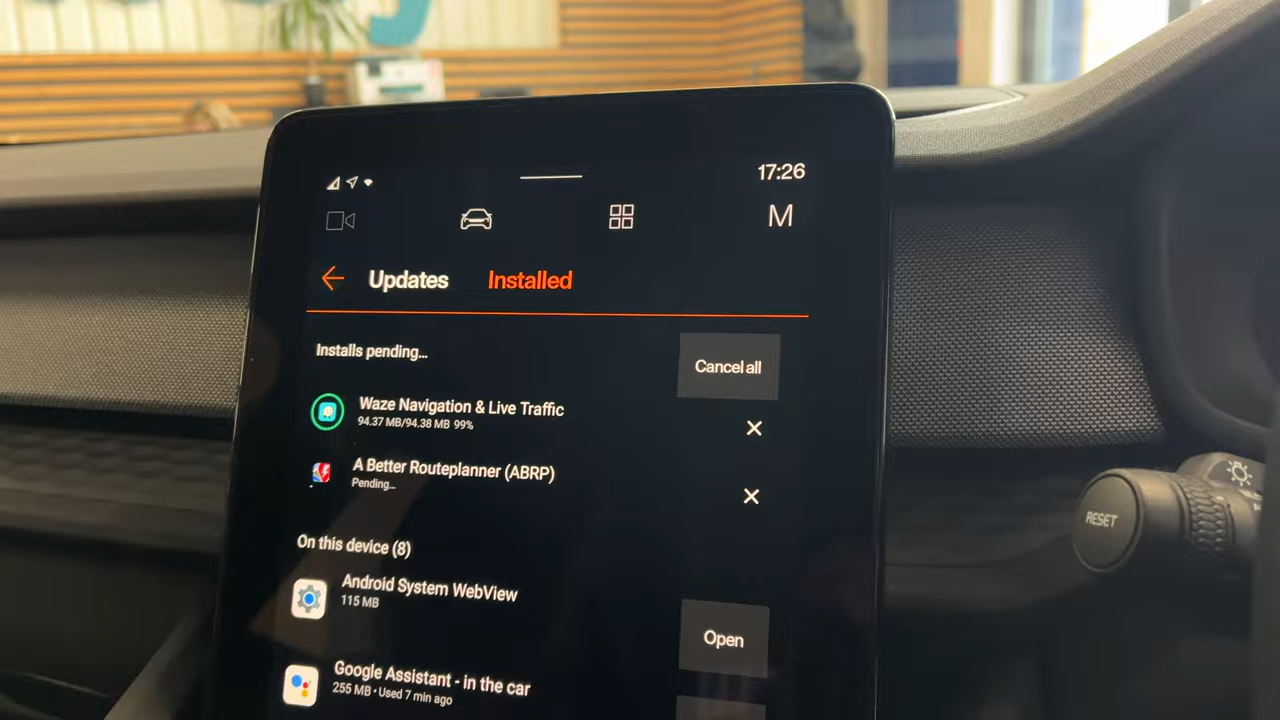 17:26
M
Updates Installed
Installs pending...
Cancel all
Waze Navigation & Live Traffic
94.37 MB/94.38 MB 99%
A Better Routeplanner (ABRP)
Pending...
On this device (8)
Android System WebView
115 MB
Open
Google Assistant - in the car
255 MB • Used 7 min ago
RESET